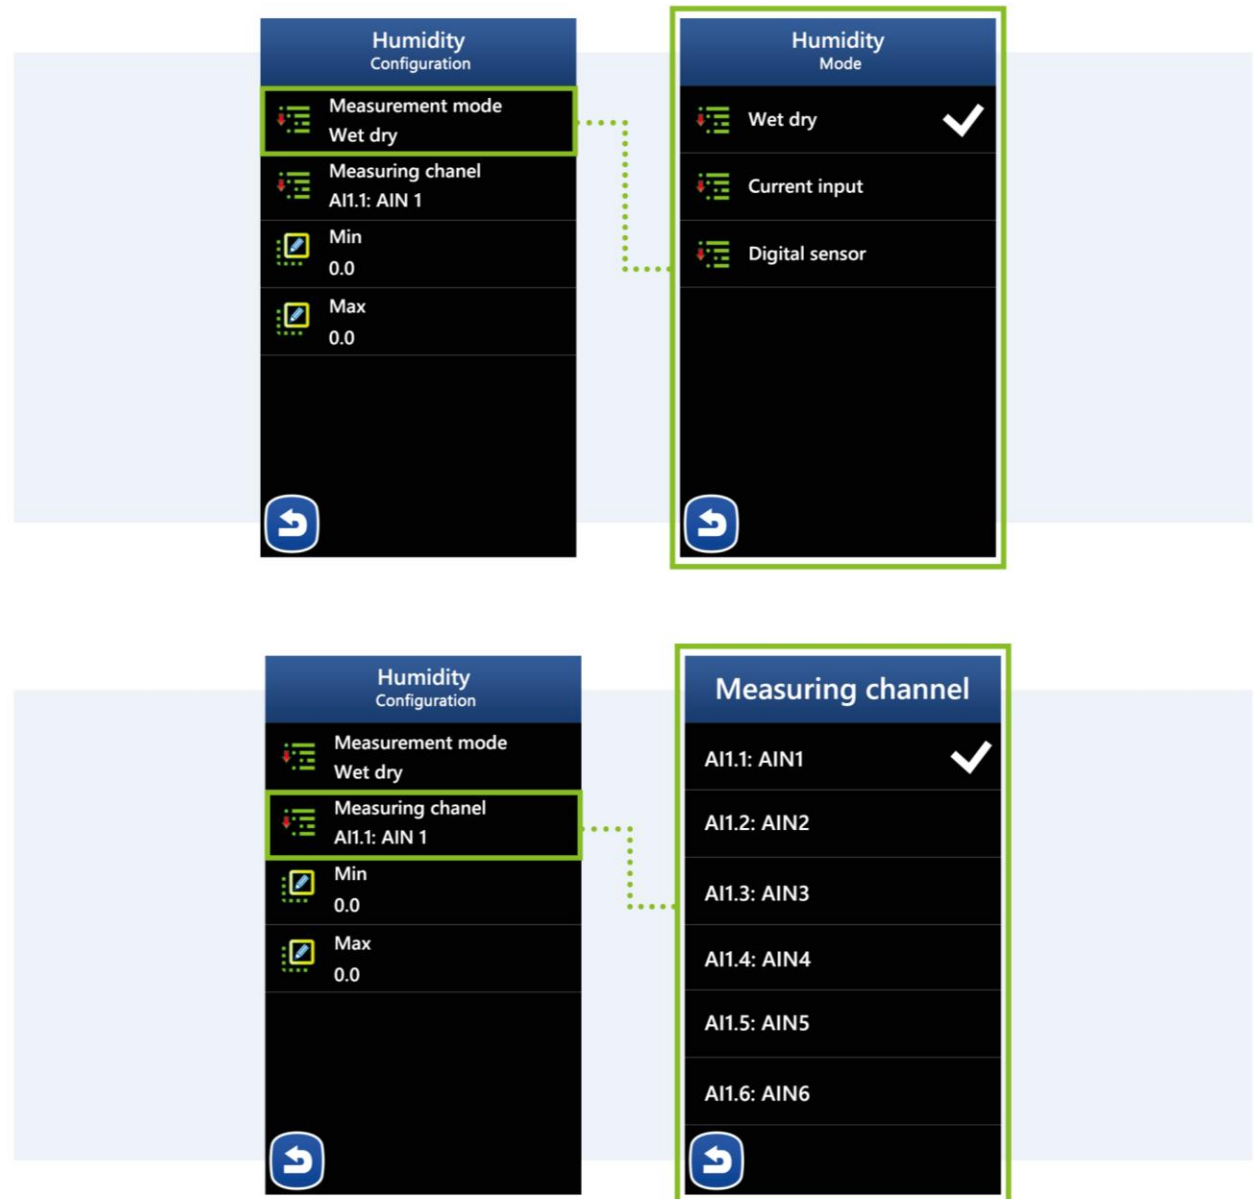 Humidity
Configuration
Measurement mode
Wet dry
Measuring chanel
AI1.1: AIN 1
Min
0.0
Max
0.0
Humidity
Mode
Wet dry
Current input
Digital sensor
Humidity
Configuration
Measurement mode
Wet dry
Measuring chanel
AI1.1: AIN 1
Min
0.0
Max
0.0
Measuring channel
AI1.1: AIN1
AI1.2: AIN2
AI1.3: AIN3
AI1.4: AIN4
AI1.5: AIN5
AI1.6: AIN6